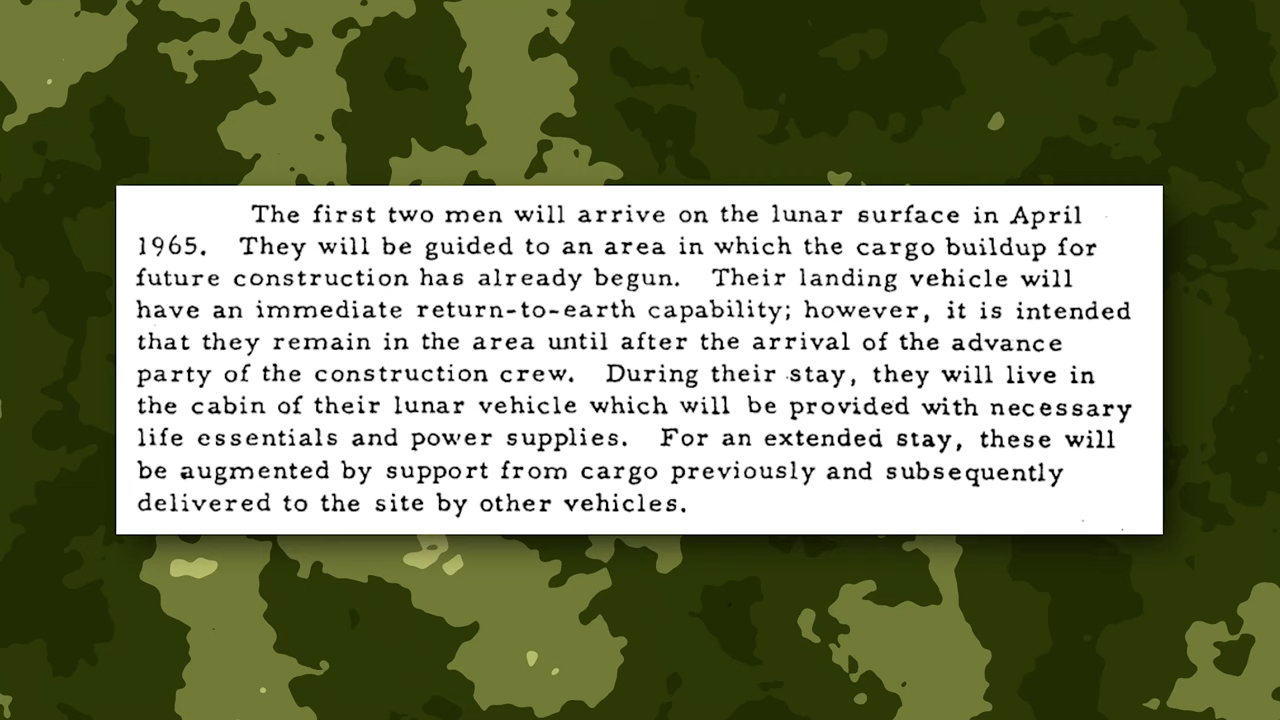 The first two men will arrive on the lunar surface in April
1965. They will be guided to an area in which the cargo buildup for
future construction has already begun. Their landing vehicle will
have an immediate return-to-earth capability; however, it is intended
that they remain in the area until after the arrival of the advance
party of the construction crew. During their stay, they will live in
the cabin of their lunar vehicle which will be provided with necessary
life essentials and power supplies. For an extended stay, these will
be augmented by support from cargo previously and subsequently
delivered to the site by other vehicles.